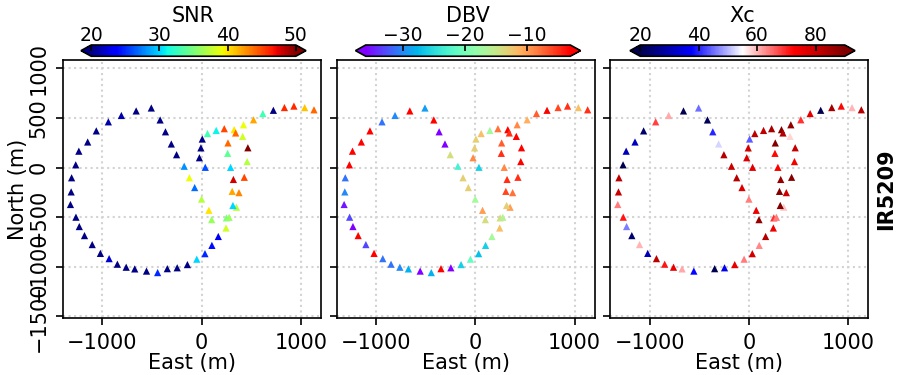 SNR DBV Xc
20 30 40 50 −30 −20 −10 20 40 60 80
1000
500
0
−500
−1000
−1500
North (m)
IR5209
−1000 0 1000 −1000 0 1000 −1000 0 1000
East (m) East (m) East (m)